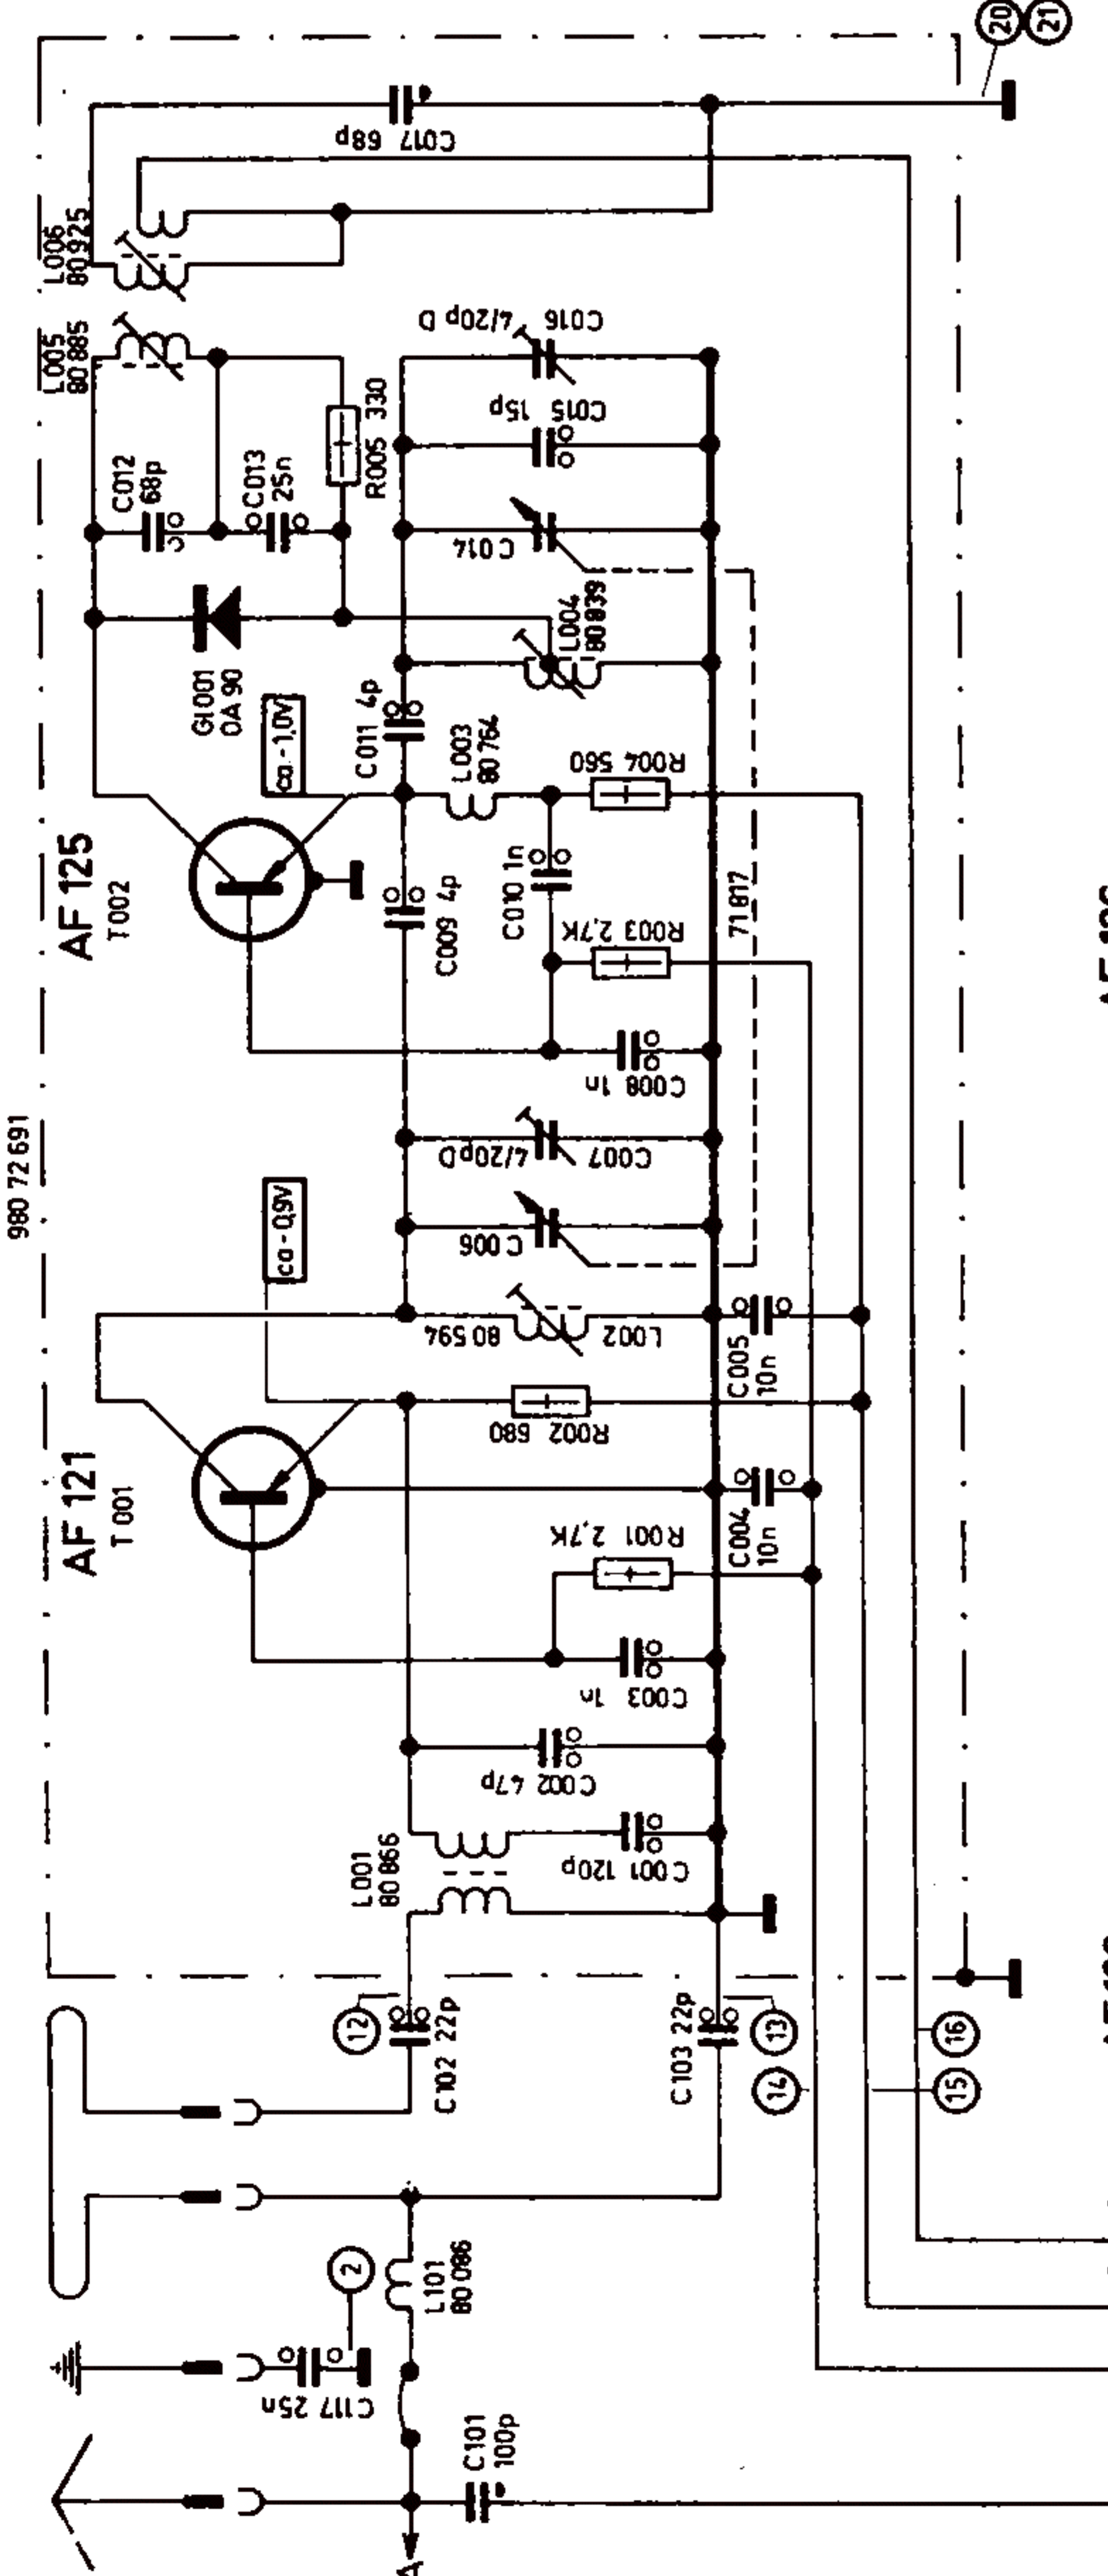 20
21
C017 68p
L006
80 925
L005
80 885
C016
4/20p D
C015 15p
R005 330
C012
68p
C013
25n
C014
L004
80 839
GL001
OA 90
ca.-1,0V
C011 4p
L003
80 764
R004 560
AF 125
T002
C009 4p
C010 1n
R003 2,7K
71 817
C008 1n
980 72 691
C007
4/20p D
ca-0,9V
C006
L002
80 594
C005
10n
AF 121
T001
R002 680
R001 2,7K
C004
10n
C003 1n
C002 47p
L001
80 866
C001 120p
12
C102 22p
C103 22p
13
14
16
15
2
L101
80 086
C117 25n
C101
100p
A